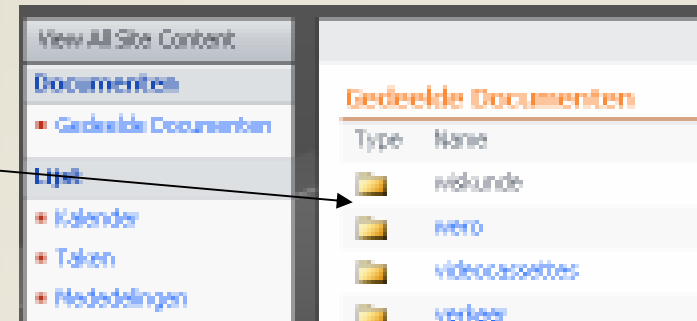 View All Site Content
Documenten
Gedeelde Documenten
Lijst
Kalender
Taken
Mededelingen
Gedeelde Documenten
Type Name
wiskunde
wero
videocassettes
verkeer